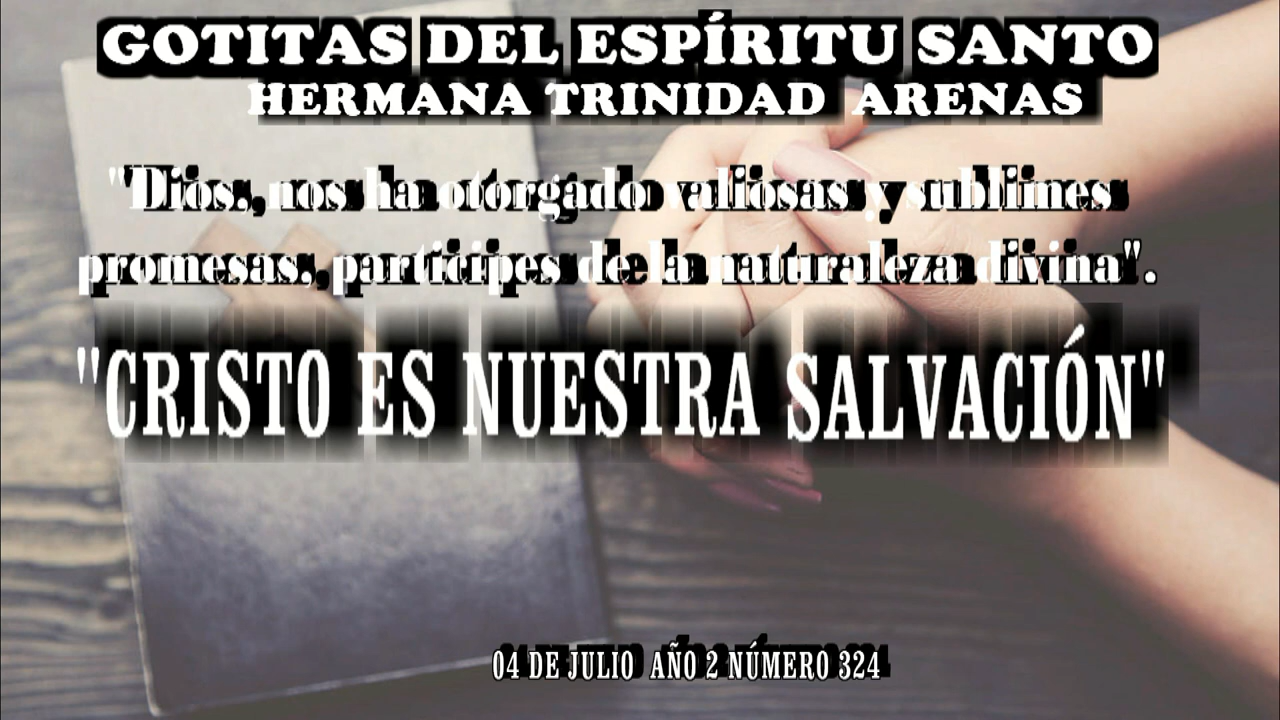 GOTITAS DEL ESPÍRITU SANTO
HERMANA TRINIDAD ARENAS
"Dios, nos ha otorgado valiosas y sublimes
promesas, participes de la naturaleza divina".
"CRISTO ES NUESTRA SALVACIÓN"
04 DE JULIO AÑO 2 NÚMERO 324